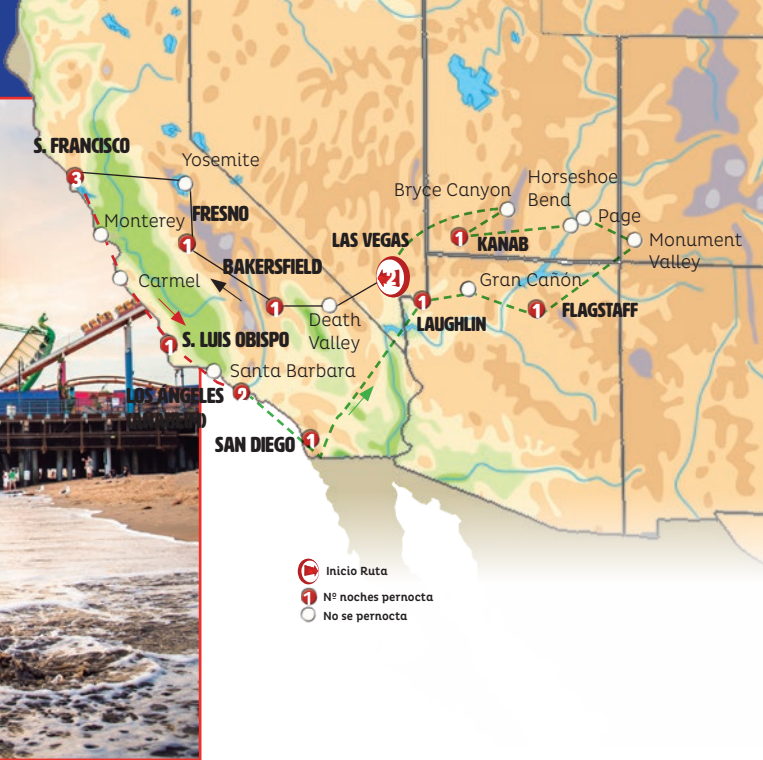 S. FRANCISCO
3
Yosemite
Monterey
FRESNO
1
Carmel
BAKERSFIELD
1
Death
Valley
LAS VEGAS
2
Bryce Canyon
Horseshoe
Bend
Page
1
KANAB
Monument
Valley
Gran Cañón
1
LAUGHLIN
1
FLAGSTAFF
1
S. LUIS OBISPO
Santa Barbara
LOS ÁNGELES
2
SAN DIEGO
1
Inicio Ruta
1
Nº noches pernocta
No se pernocta